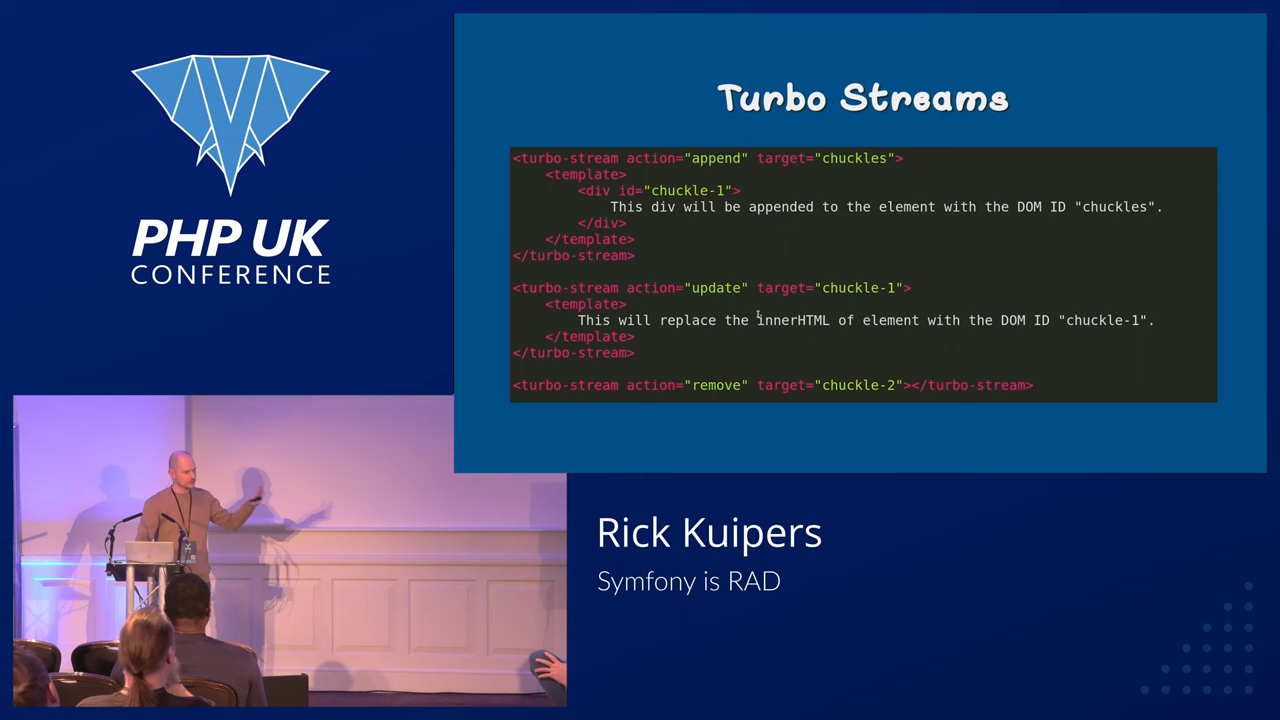 PHP UK
CONFERENCE
Turbo Streams
<turbo-stream action="append" target="chuckles">
    <template>
        <div id="chuckle-1">
            This div will be appended to the element with the DOM ID "chuckles".
        </div>
    </template>
</turbo-stream>
<turbo-stream action="update" target="chuckle-1">
    <template>
        This will replace the innerHTML of element with the DOM ID "chuckle-1".
    </template>
</turbo-stream>
<turbo-stream action="remove" target="chuckle-2"></turbo-stream>
Rick Kuipers
Symfony is RAD